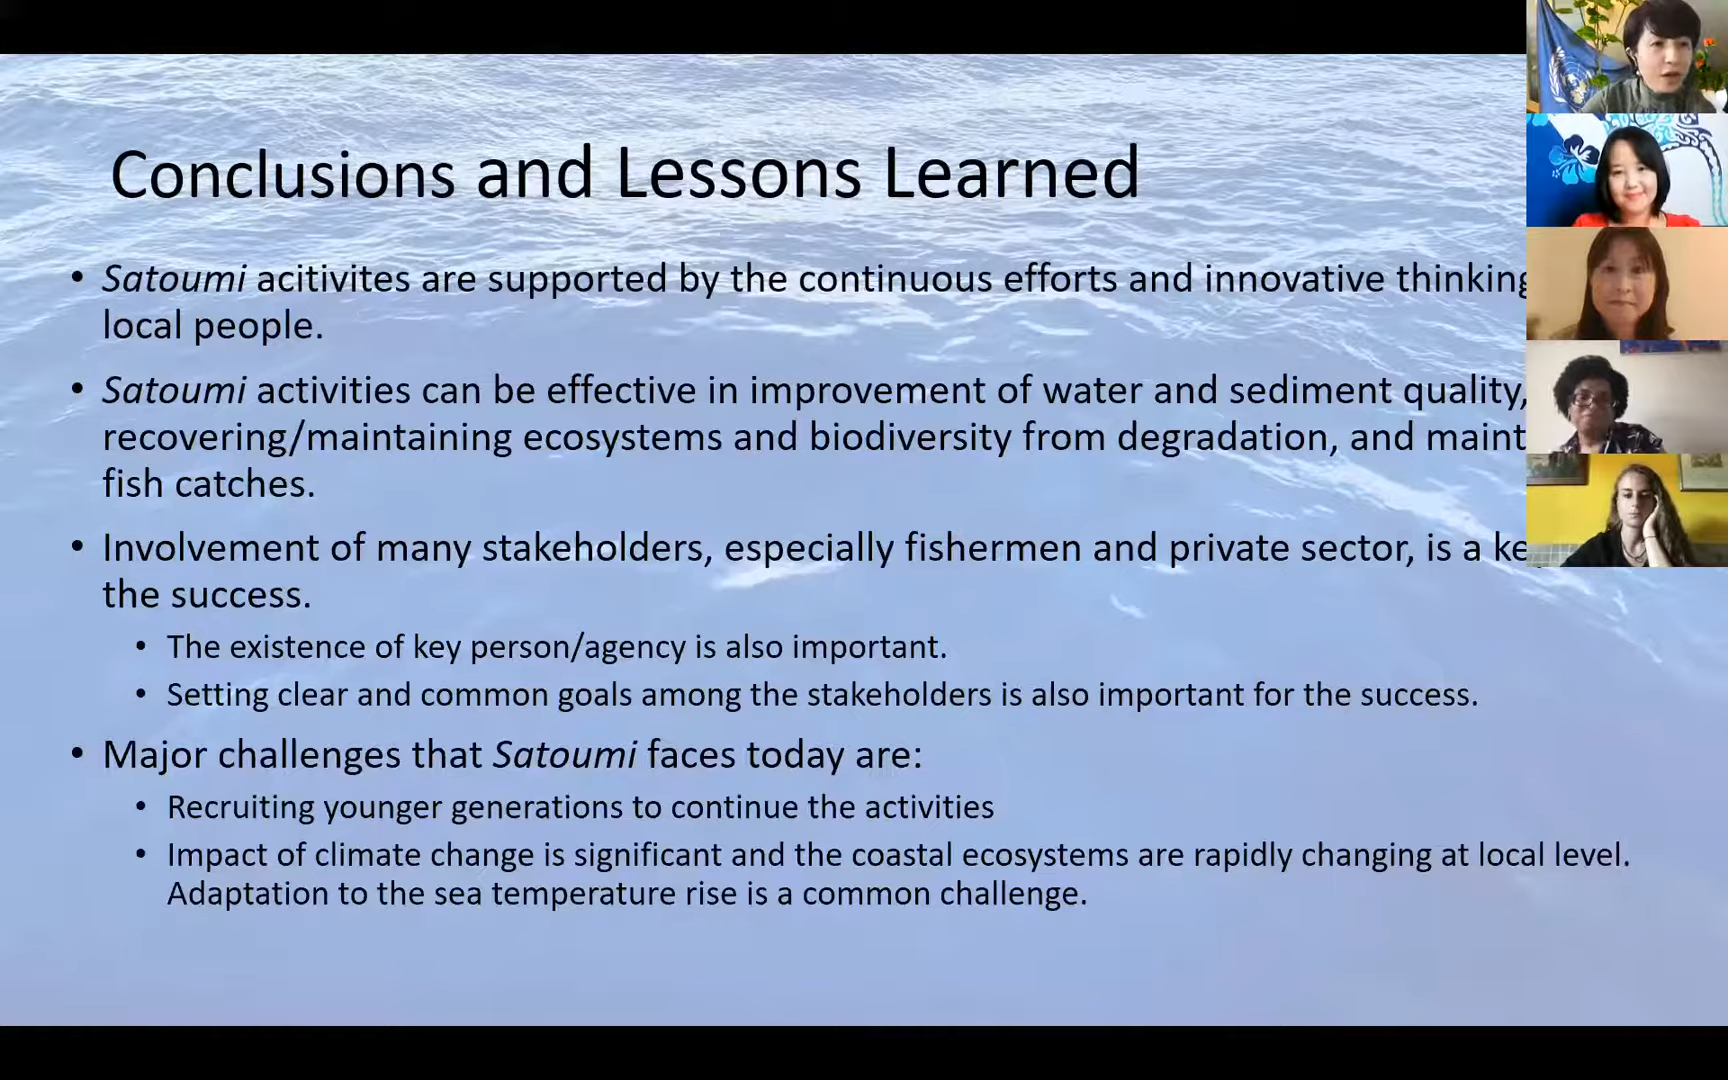 Conclusions and Lessons Learned
• Satoumi acitivites are supported by the continuous efforts and innovative thinking
local people.
• Satoumi activities can be effective in improvement of water and sediment quality,
recovering/maintaining ecosystems and biodiversity from degradation, and maint
fish catches.
• Involvement of many stakeholders, especially fishermen and private sector, is a
the success.
• The existence of key person/agency is also important.
• Setting clear and common goals among the stakeholders is also important for the success.
• Major challenges that Satoumi faces today are:
• Recruiting younger generations to continue the activities
• Impact of climate change is significant and the coastal ecosystems are rapidly changing at local level.
Adaptation to the sea temperature rise is a common challenge.